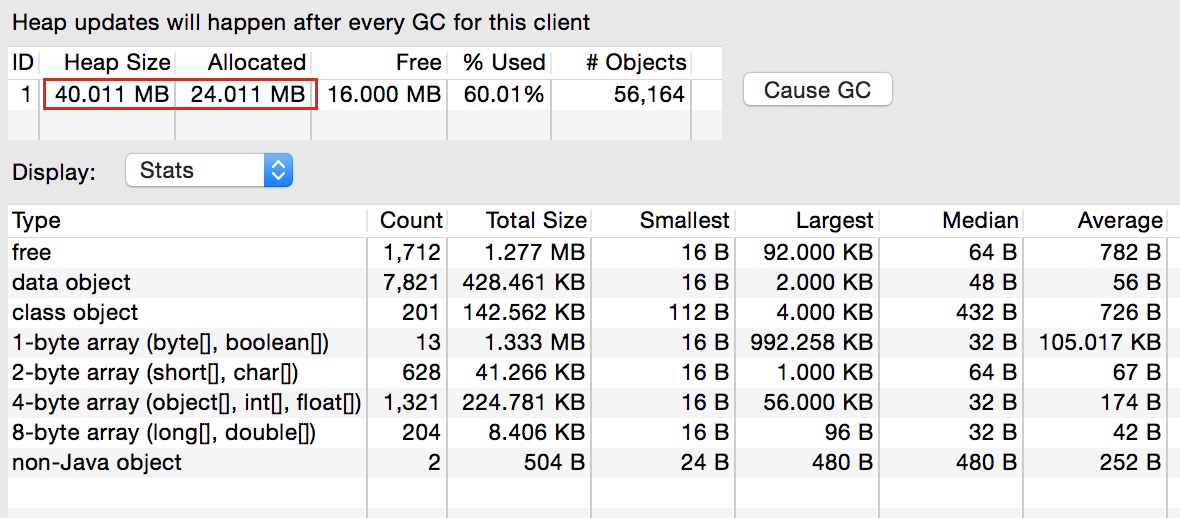 Heap updates will happen after every GC for this client
ID Heap Size Allocated Free % Used # Objects
1 40.011 MB 24.011 MB 16.000 MB 60.01% 56,164
Cause GC
Display: Stats
Type Count Total Size Smallest Largest Median Average
free 1,712 1.277 MB 16 B 92.000 KB 64 B 782 B
data object 7,821 428.461 KB 16 B 2.000 KB 48 B 56 B
class object 201 142.562 KB 112 B 4.000 KB 432 B 726 B
1-byte array (byte[], boolean[]) 13 1.333 MB 16 B 992.258 KB 32 B 105.017 KB
2-byte array (short[], char[]) 628 41.266 KB 16 B 1.000 KB 64 B 67 B
4-byte array (object[], int[], float[]) 1,321 224.781 KB 16 B 56.000 KB 32 B 174 B
8-byte array (long[], double[]) 204 8.406 KB 16 B 96 B 32 B 42 B
non-Java object 2 504 B 24 B 480 B 480 B 252 B